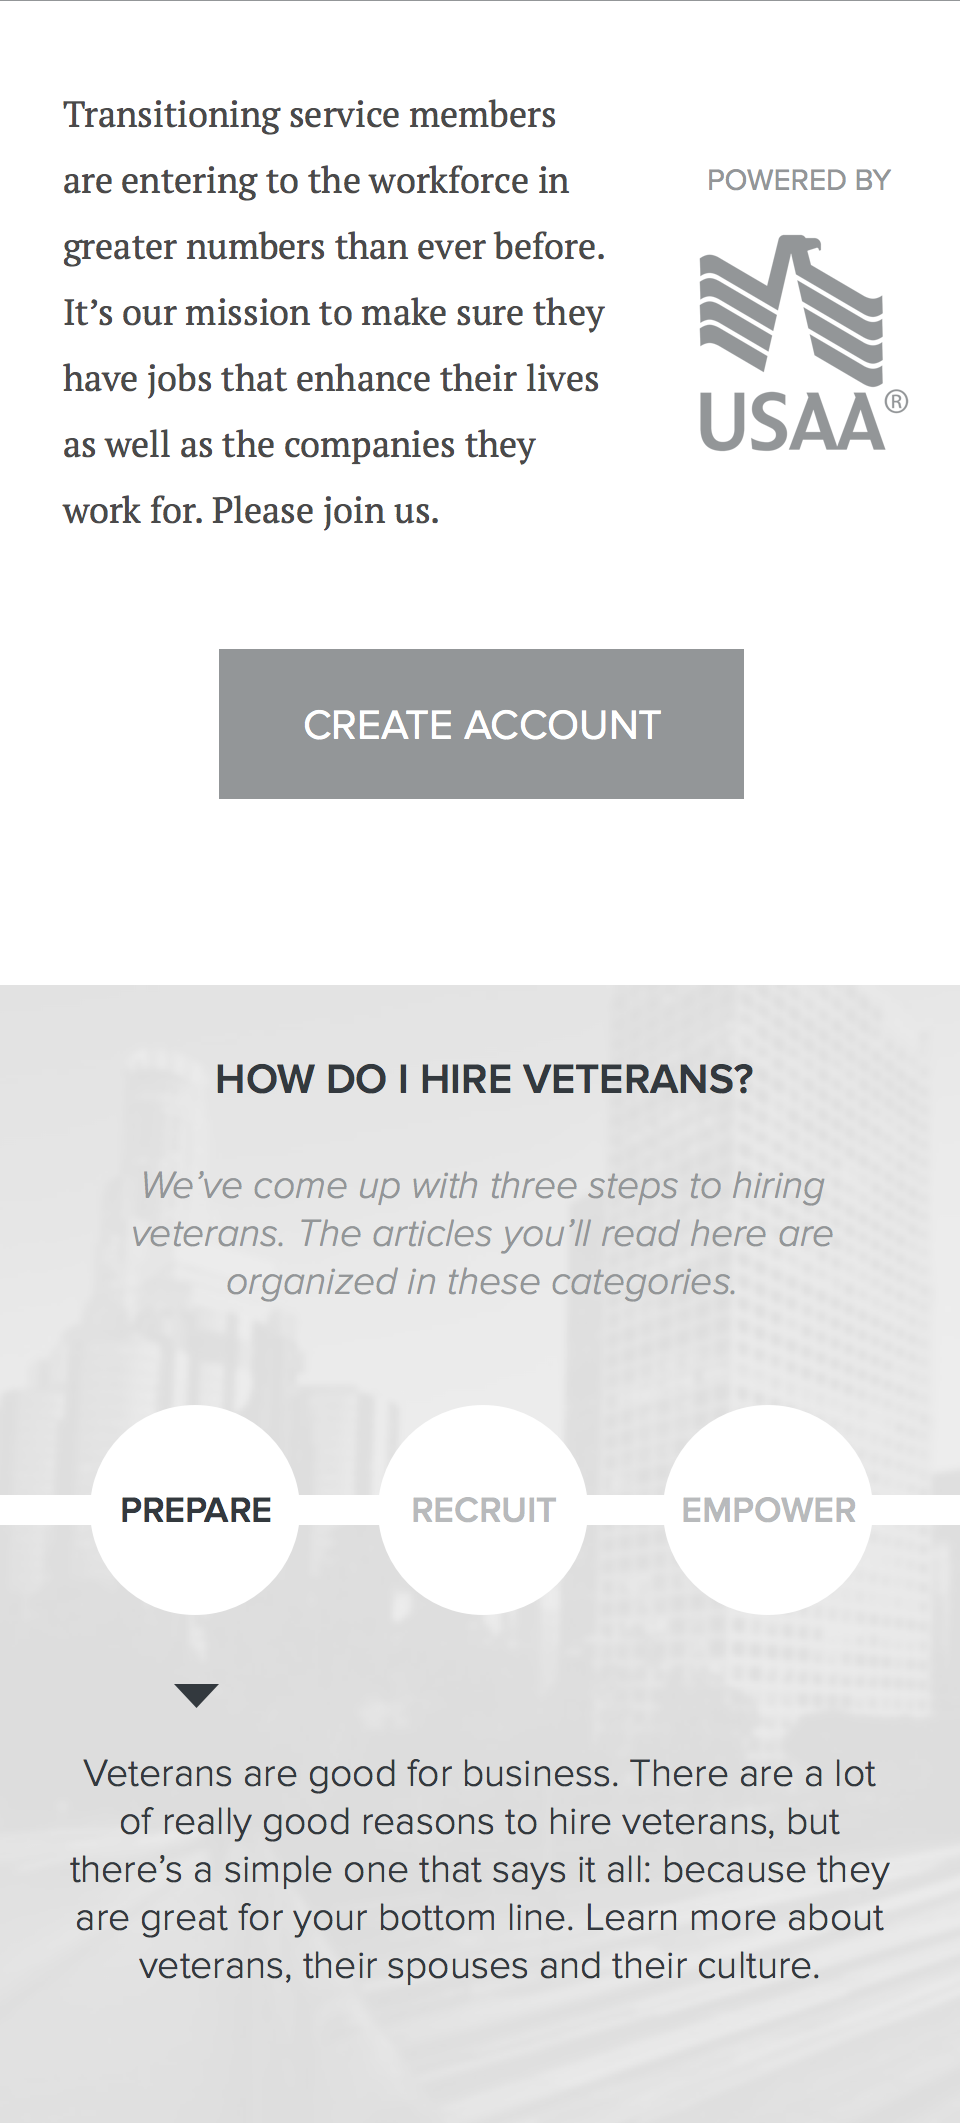 Transitioning service members
are entering to the workforce in
greater numbers than ever before.
It’s our mission to make sure they
have jobs that enhance their lives
as well as the companies they
work for. Please join us.
POWERED BY
USAA®
CREATE ACCOUNT
HOW DO I HIRE VETERANS?
We’ve come up with three steps to hiring
veterans. The articles you’ll read here are
organized in these categories.
PREPARE
RECRUIT
EMPOWER
Veterans are good for business. There are a lot
of really good reasons to hire veterans, but
there’s a simple one that says it all: because they
are great for your bottom line. Learn more about
veterans, their spouses and their culture.